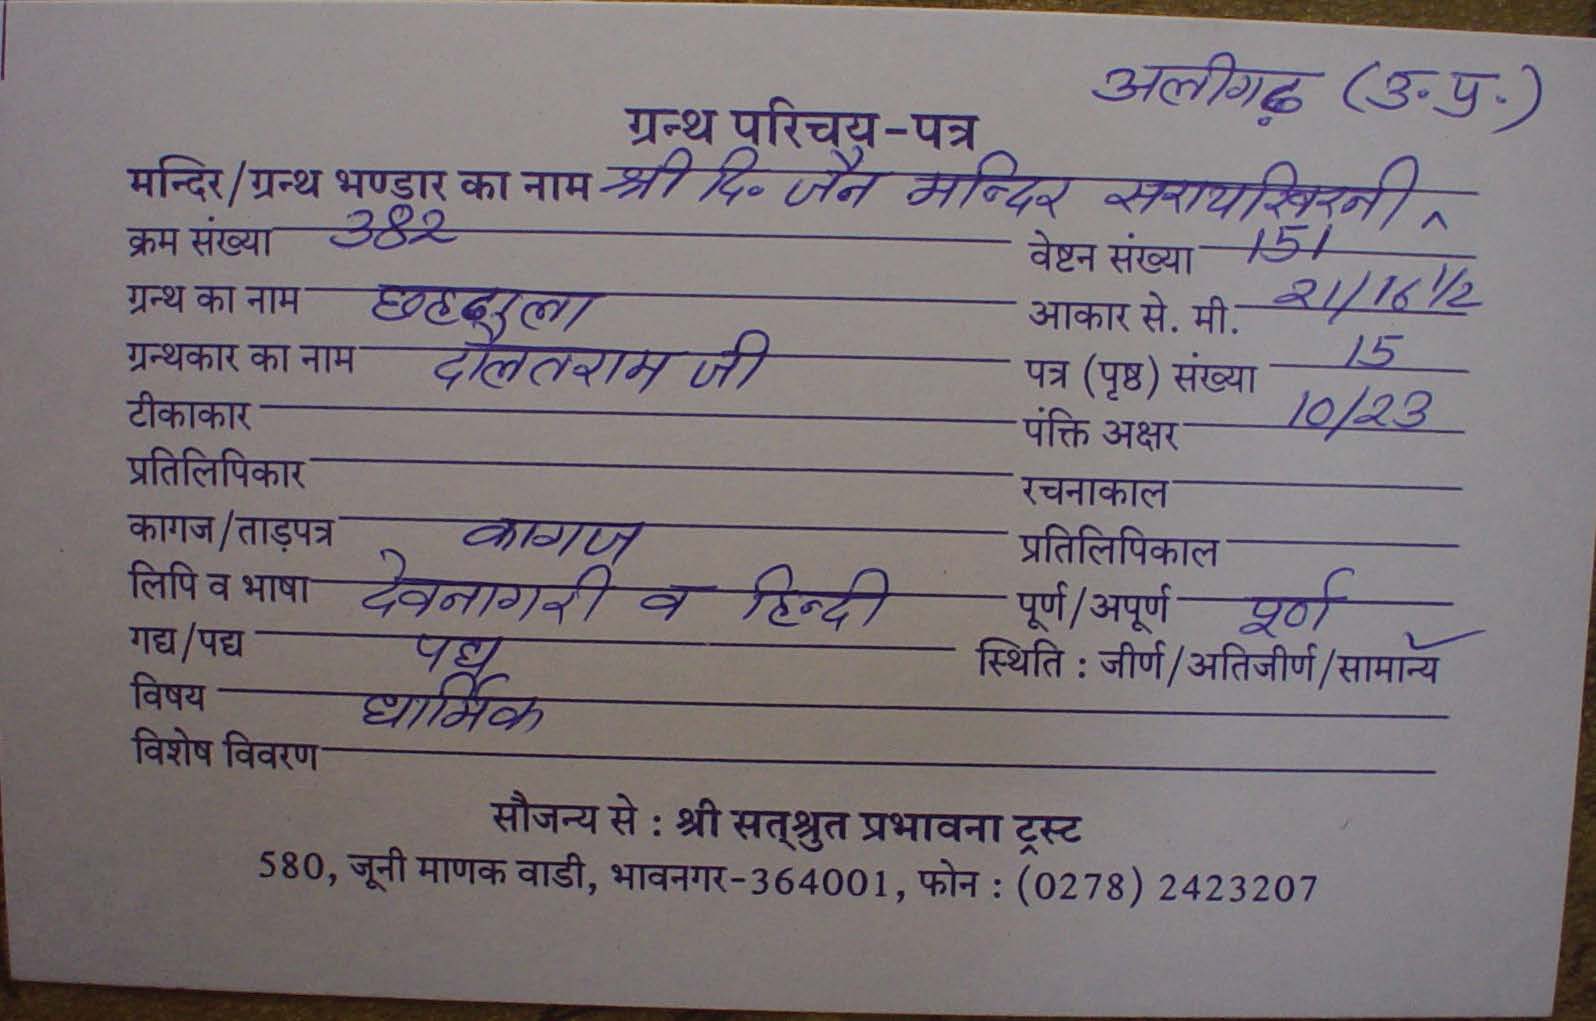 अलीगढ़ (उ.प्र.)
ग्रन्थ परिचय-पत्र
मन्दिर/ग्रन्थ भण्डार का नाम श्री दि॰ जैन मन्दिर सरायखिरनी ^
क्रम संख्या 382 वेष्टन संख्या 151
ग्रन्थ का नाम छहढाला आकार से. मी. 21/16 1/2
ग्रन्थकार का नाम दौलतराम जी पत्र (पृष्ठ) संख्या 15
टीकाकार पंक्ति अक्षर 10/23
प्रतिलिपिकार रचनाकाल
कागज/ताड़पत्र कागज प्रतिलिपिकाल
लिपि व भाषा देवनागरी व हिन्दी पूर्ण/अपूर्ण पूर्ण
गद्य/पद्य पद्य स्थिति : जीर्ण/अतिजीर्ण/सामान्य ✓
विषय धार्मिक
विशेष विवरण
सौजन्य से : श्री सत्श्रुत प्रभावना ट्रस्ट
580, जूनी माणक वाडी, भावनगर-364001, फोन : (0278) 2423207